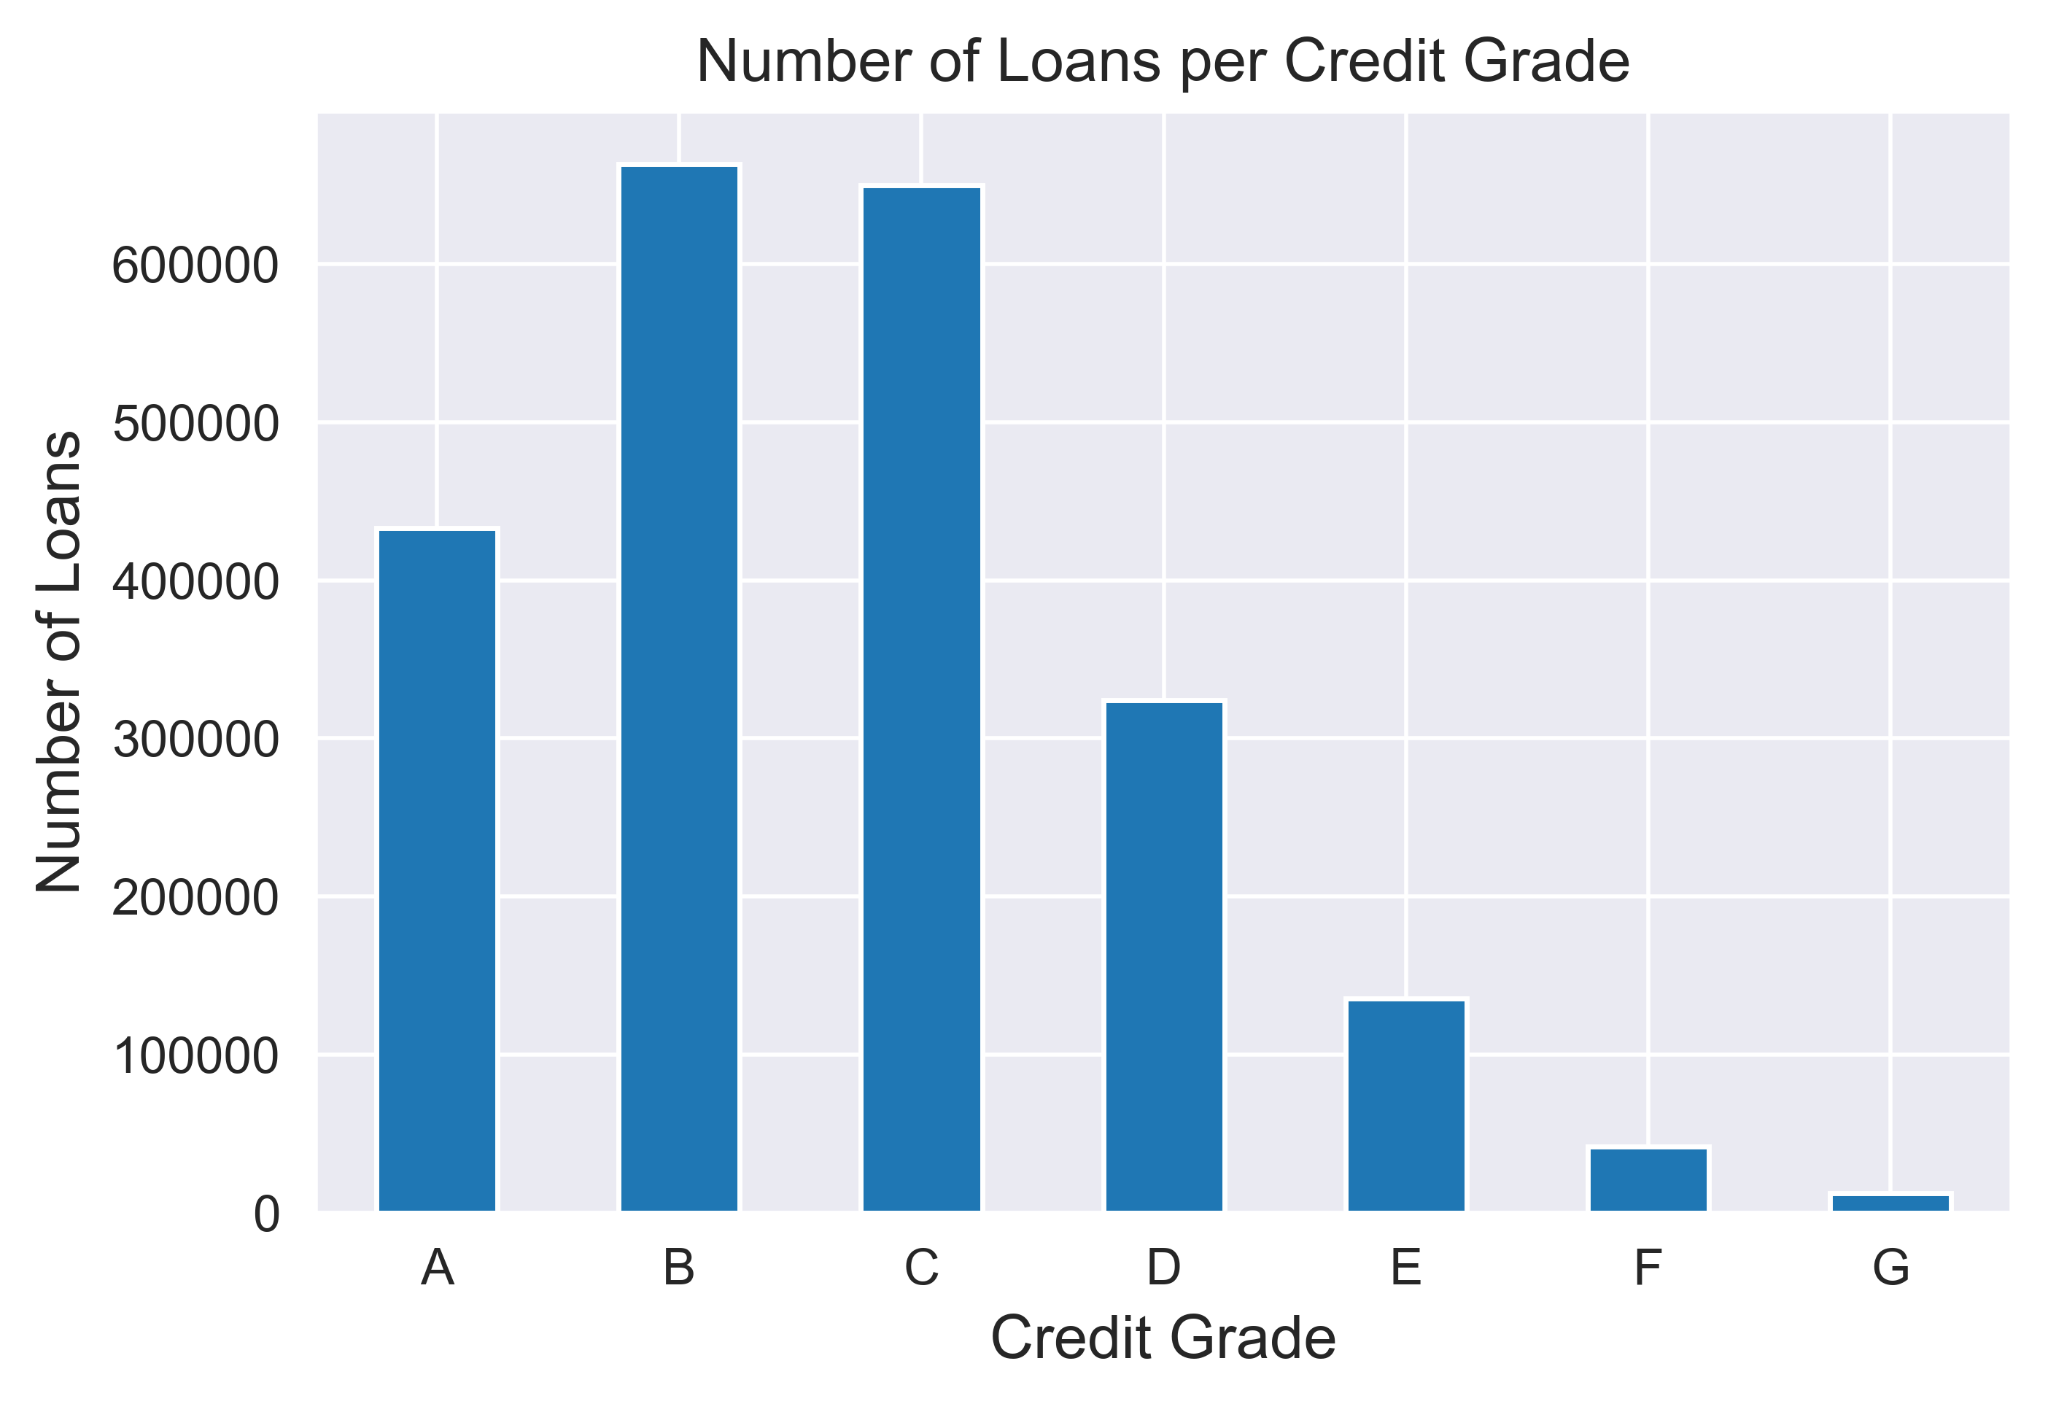 Number of Loans per Credit Grade
Number of Loans
600000
500000
400000
300000
200000
100000
0
A B C D E F G
Credit Grade